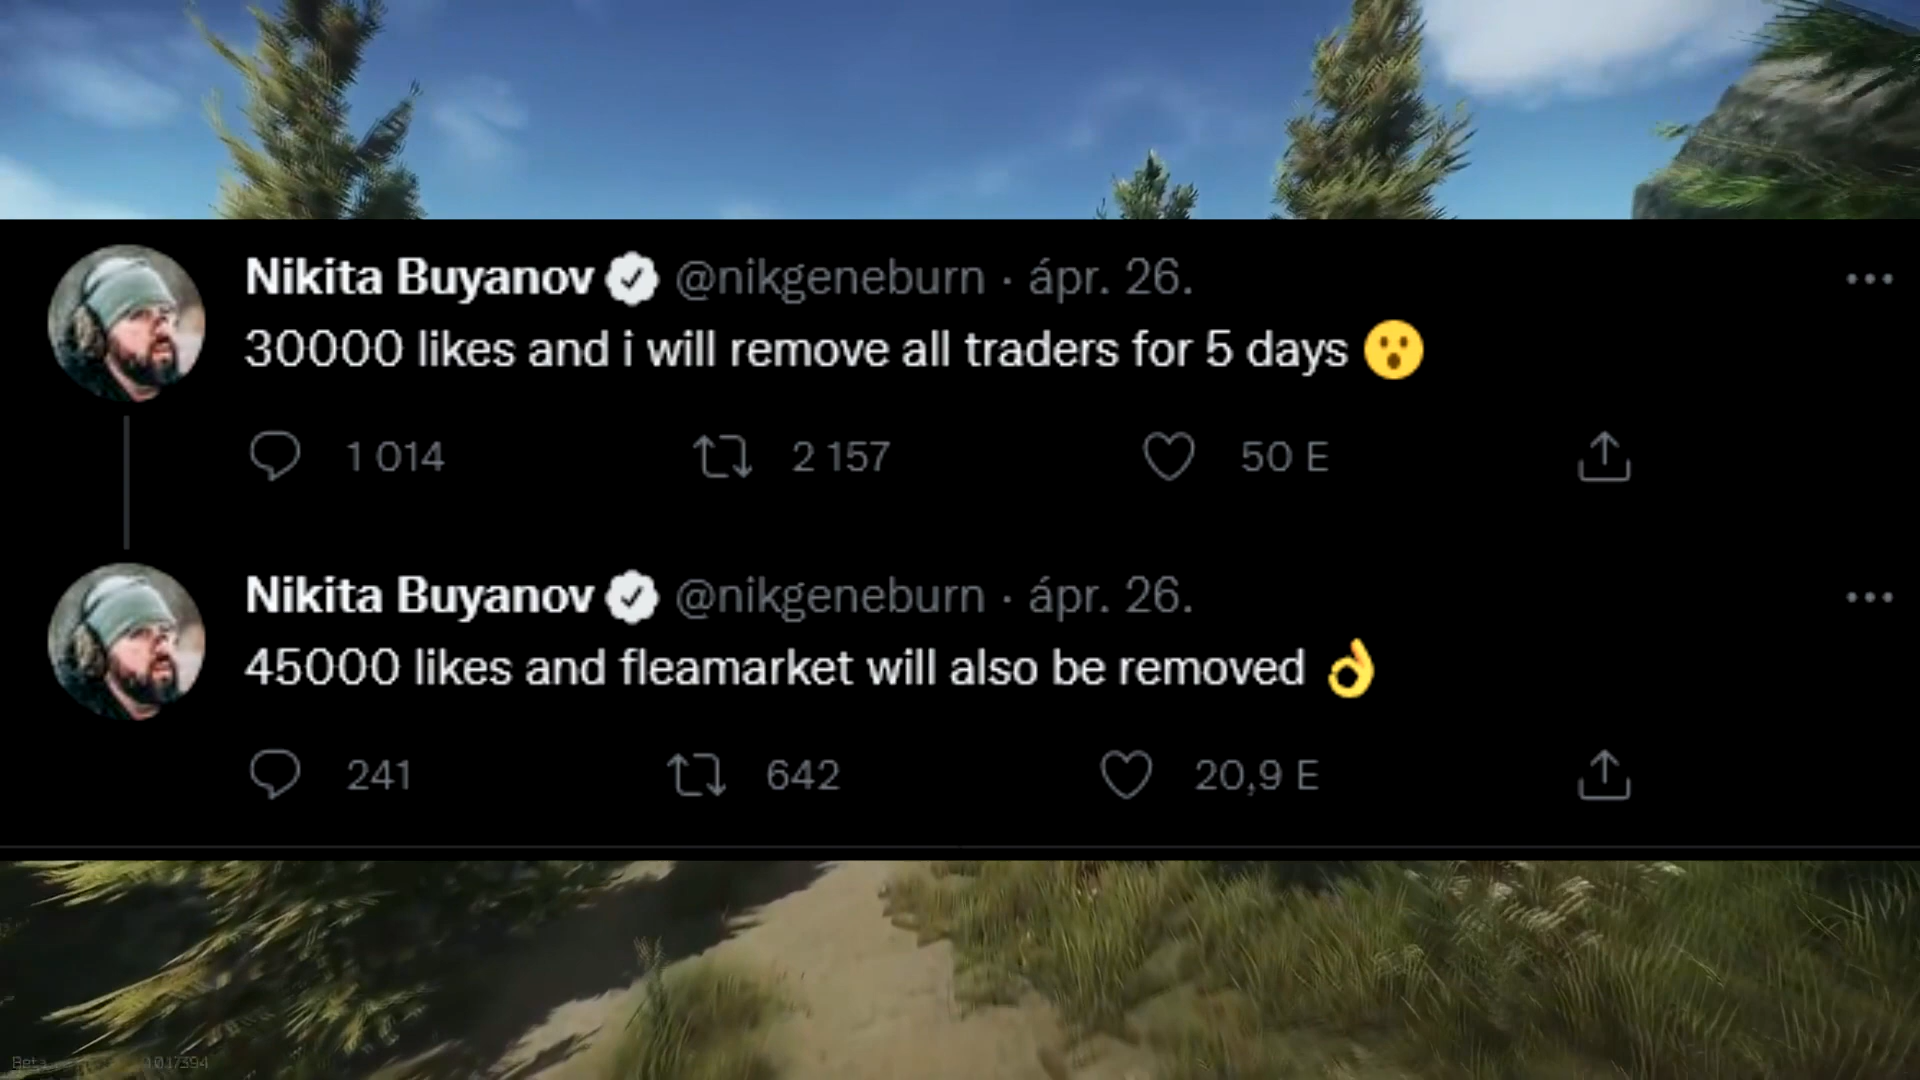 Nikita Buyanov @nikgeneburn · ápr. 26.
30000 likes and i will remove all traders for 5 days 😮
1 014 2 157 50 E
Nikita Buyanov @nikgeneburn · ápr. 26.
45000 likes and fleamarket will also be removed 👌
241 642 20,9 E
Beta